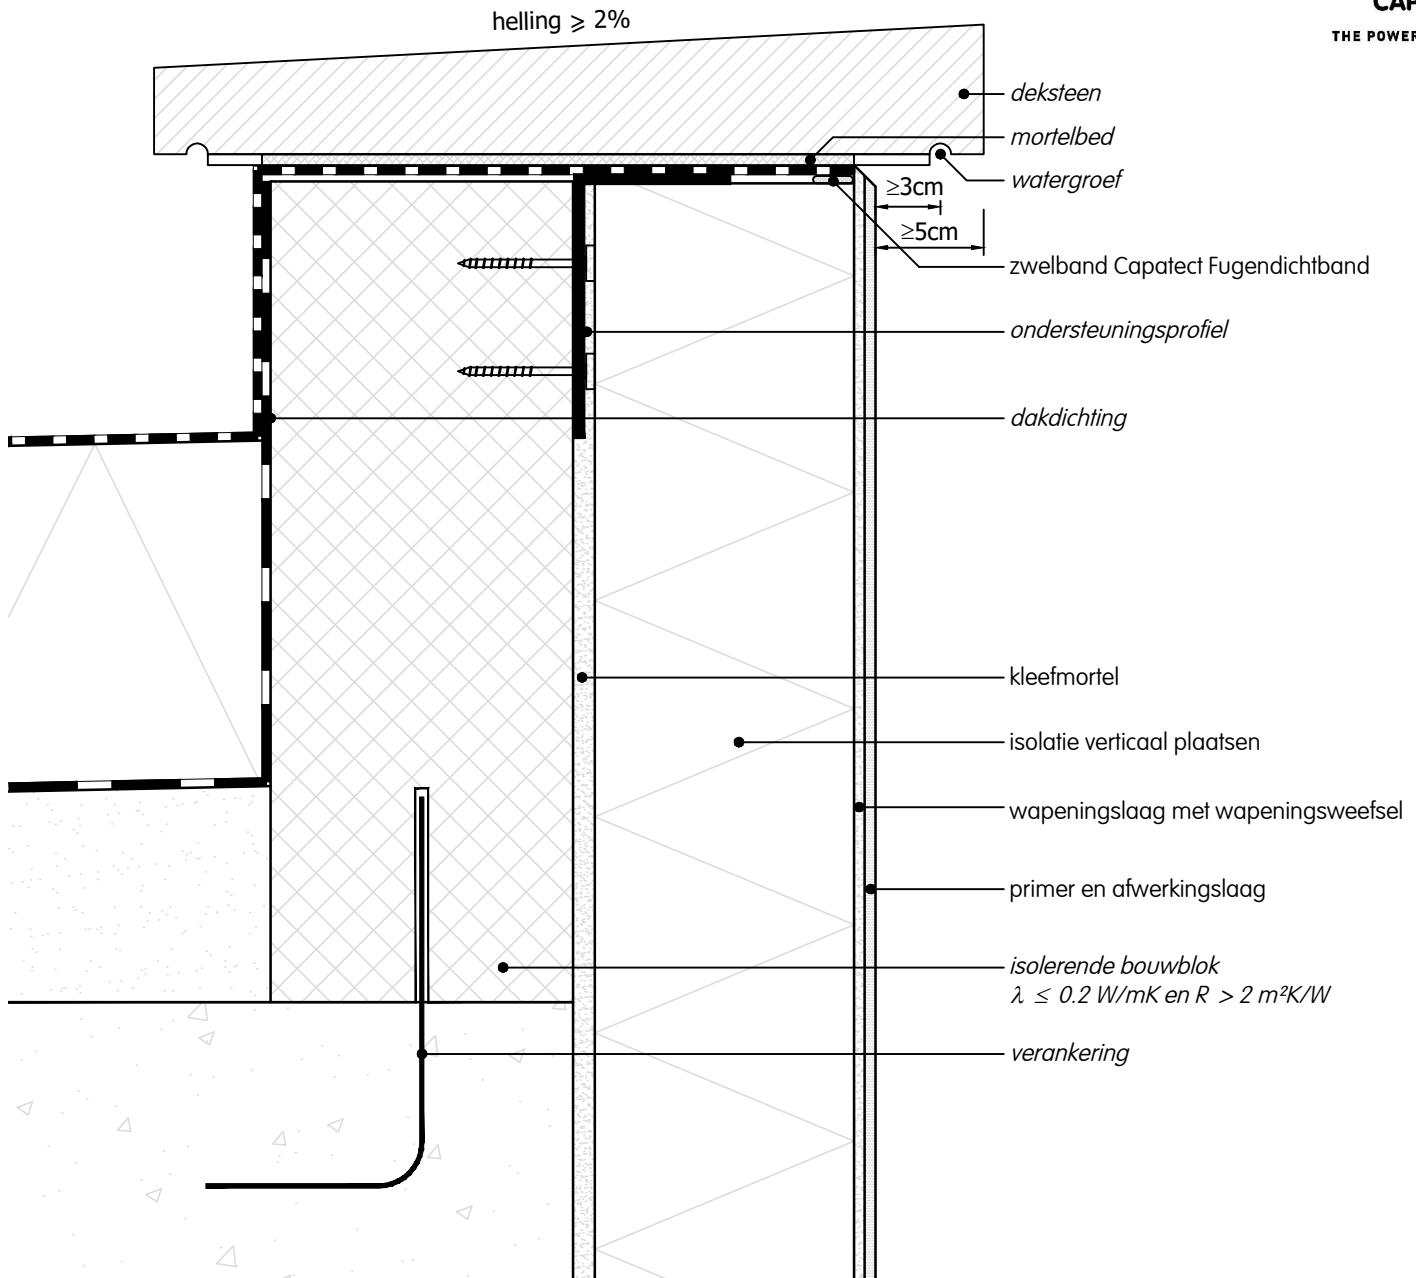 helling ⩾ 2%
CAP
THE POWER
deksteen
mortelbed
watergroef
≥3cm
≥5cm
zwelband Capatect Fugendichtband
ondersteuningsprofiel
dakdichting
kleefmortel
isolatie verticaal plaatsen
wapeningslaag met wapeningsweefsel
primer en afwerkingslaag
isolerende bouwblok
λ ≤ 0.2 W/mK en R > 2 m²K/W
verankering